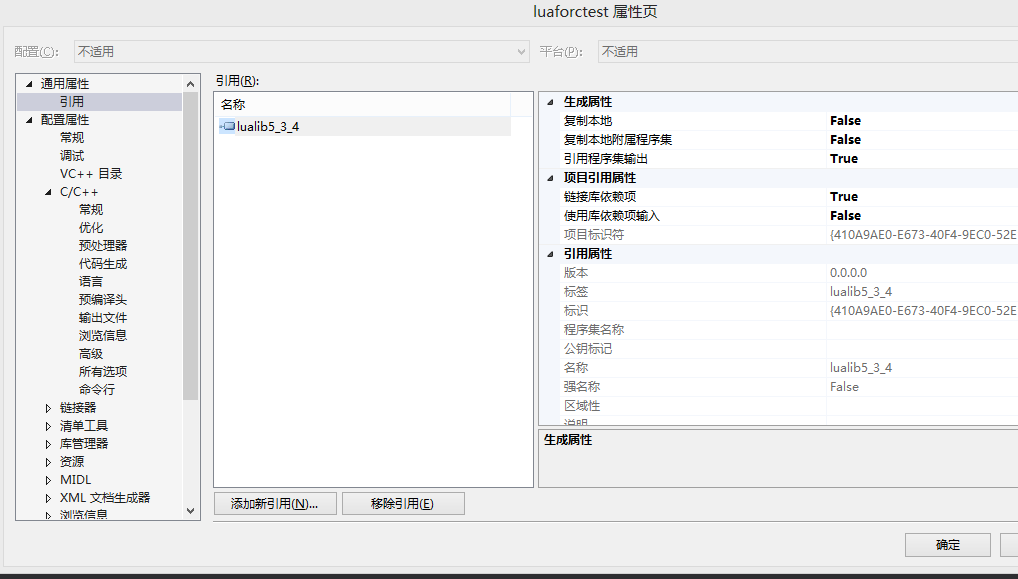 luaforctest 属性页
配置(C): 不适用 平台(P): 不适用
通用属性
引用
配置属性
常规
调试
VC++ 目录
C/C++
常规
优化
预处理器
代码生成
语言
预编译头
输出文件
浏览信息
高级
所有选项
命令行
链接器
清单工具
库管理器
资源
MIDL
XML 文档生成器
浏览信息
引用(R):
名称
lualib5_3_4
添加新引用(N)... 移除引用(E)
生成属性
复制本地 False
复制本地附属程序集 False
引用程序集输出 True
项目引用属性
链接库依赖项 True
使用库依赖项输入 False
项目标识符 {410A9AE0-E673-40F4-9EC0-52E
引用属性
版本 0.0.0.0
标签 lualib5_3_4
标识 {410A9AE0-E673-40F4-9EC0-52E
程序集名称
公钥标记
名称 lualib5_3_4
强名称 False
区域性
说明
生成属性
确定